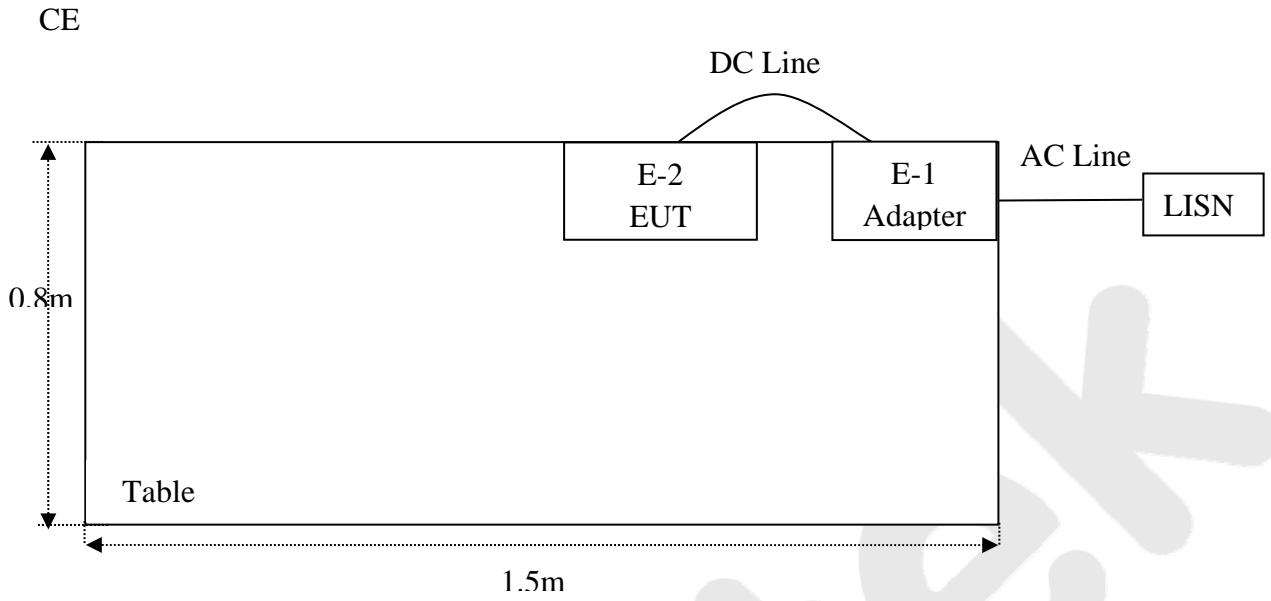 CE
DC Line
E-2
EUT
E-1
Adapter
AC Line
LISN
0.8m
Table
1.5m